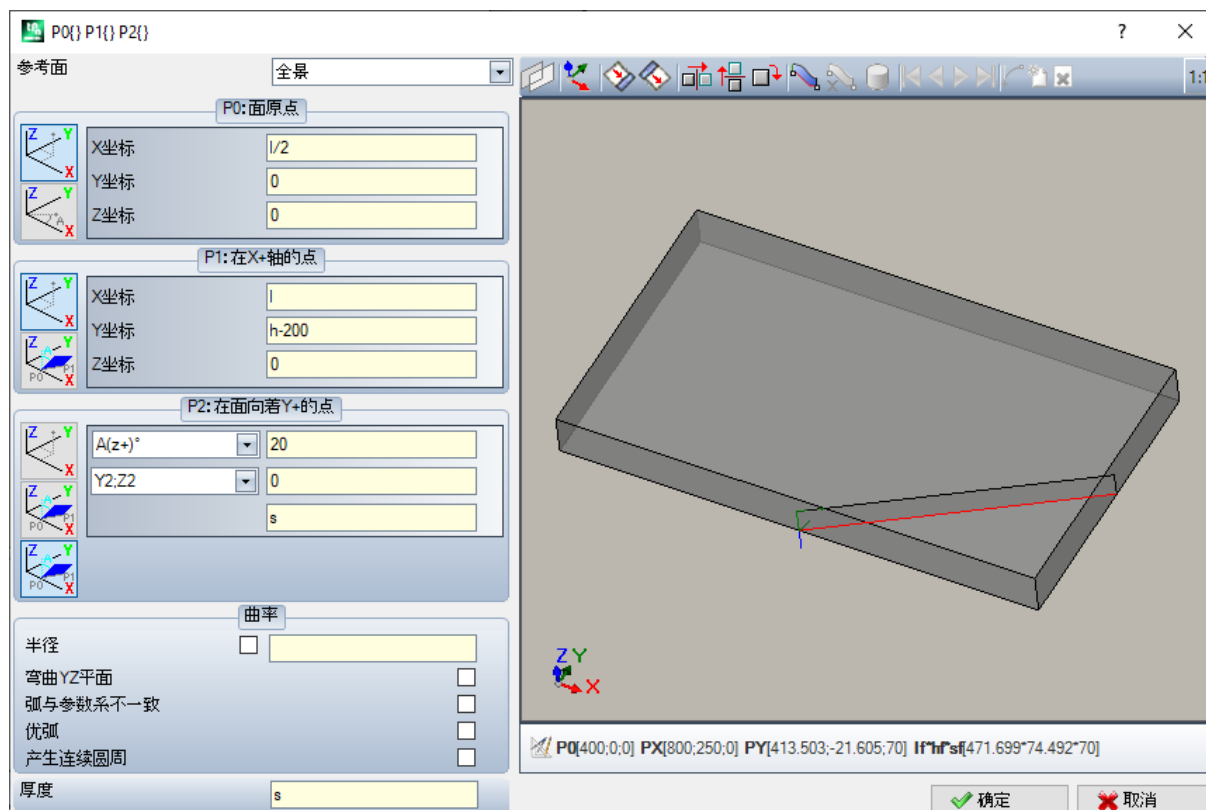 P0{} P1{} P2{}
参考面
全景
1:1
P0:面原点
X坐标
l/2
Y坐标
0
Z坐标
0
P1:在X+轴的点
X坐标
l
Y坐标
h-200
Z坐标
0
P2:在面向着Y+的点
A(z+)°
20
Y2;Z2
0
s
曲率
半径
弯曲YZ平面
弧与参数系不一致
优弧
产生连续圆周
厚度
s
Z Y
X
P0[400;0;0] PX[800;250;0] PY[413.503;-21.605;70] lf*hf*sf[471.699*74.492*70]
确定
取消